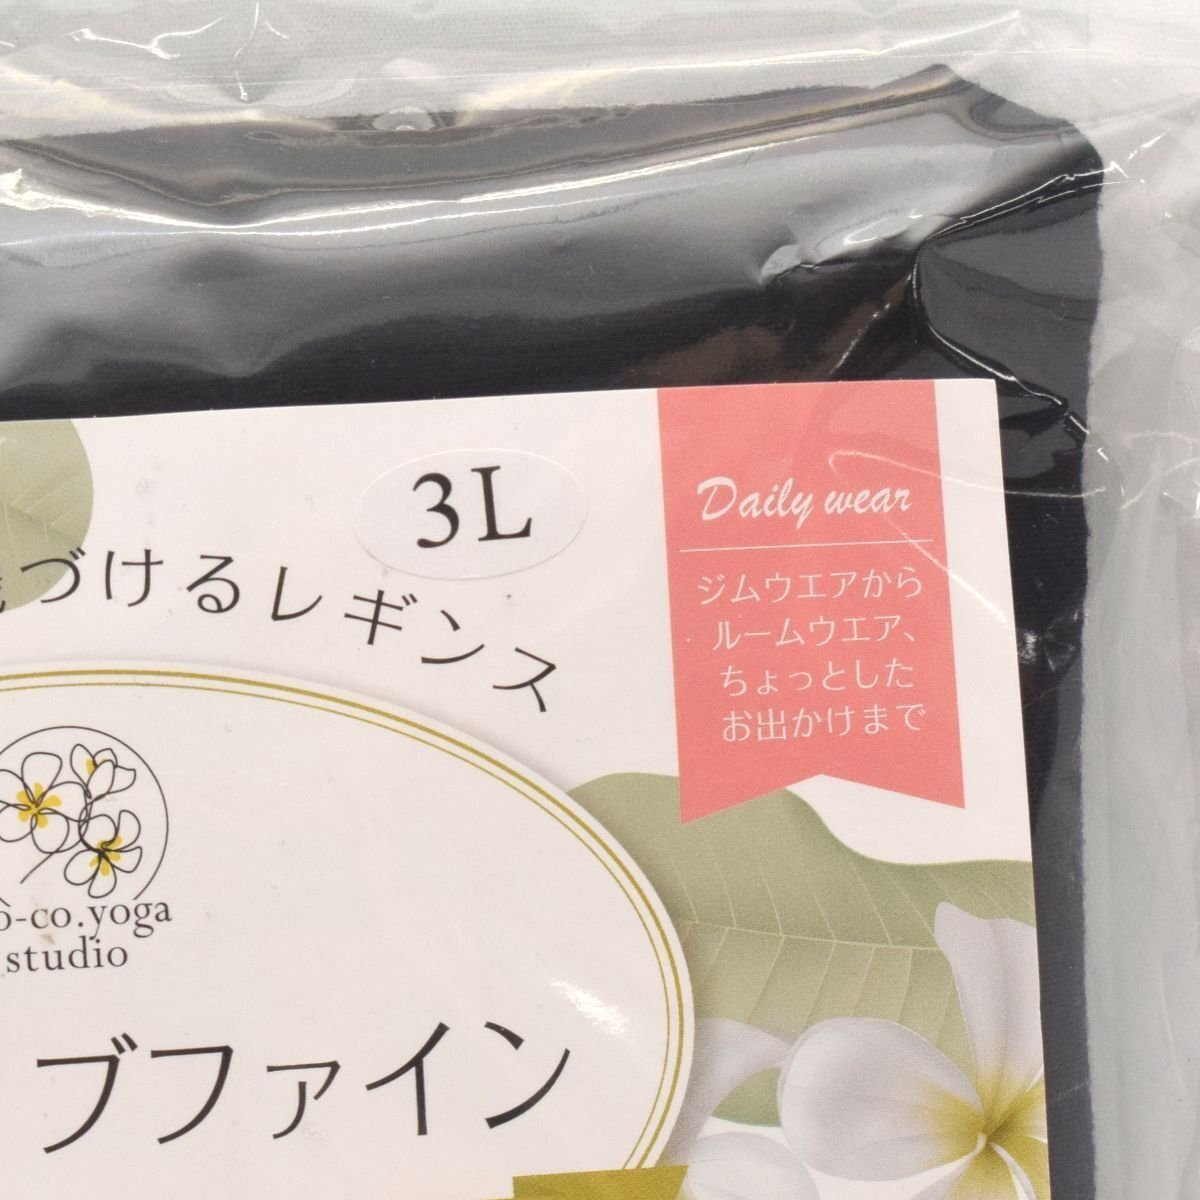 3L
づけるレギンス
Daily wear
ジムウエアから
ルームウエア、
ちょっとした
お出かけまで
ô-co.yoga
studio
ブファイン